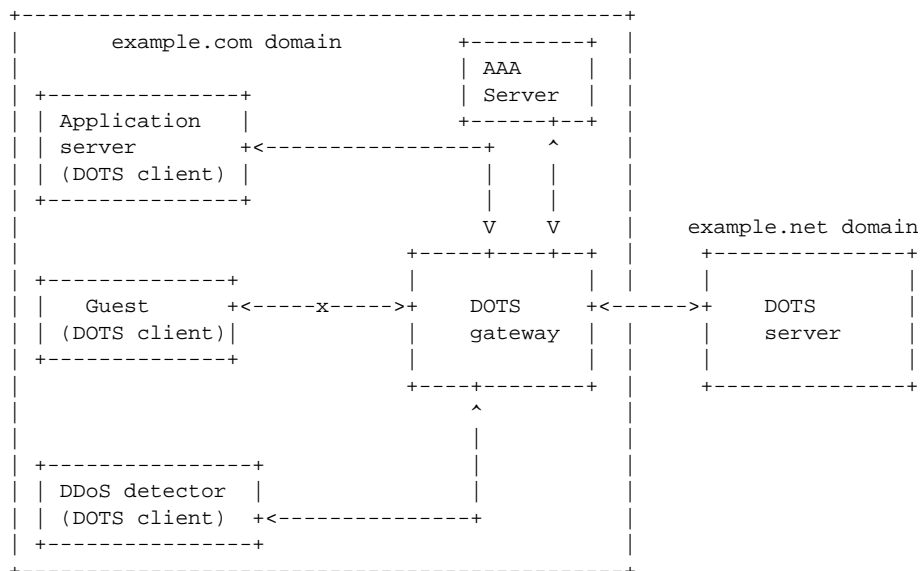 example.com domain
AAA
Server
Application
server
(DOTS client)
example.net domain
Guest
(DOTS client)
x
DOTS
gateway
DOTS
server
DDoS detector
(DOTS client)